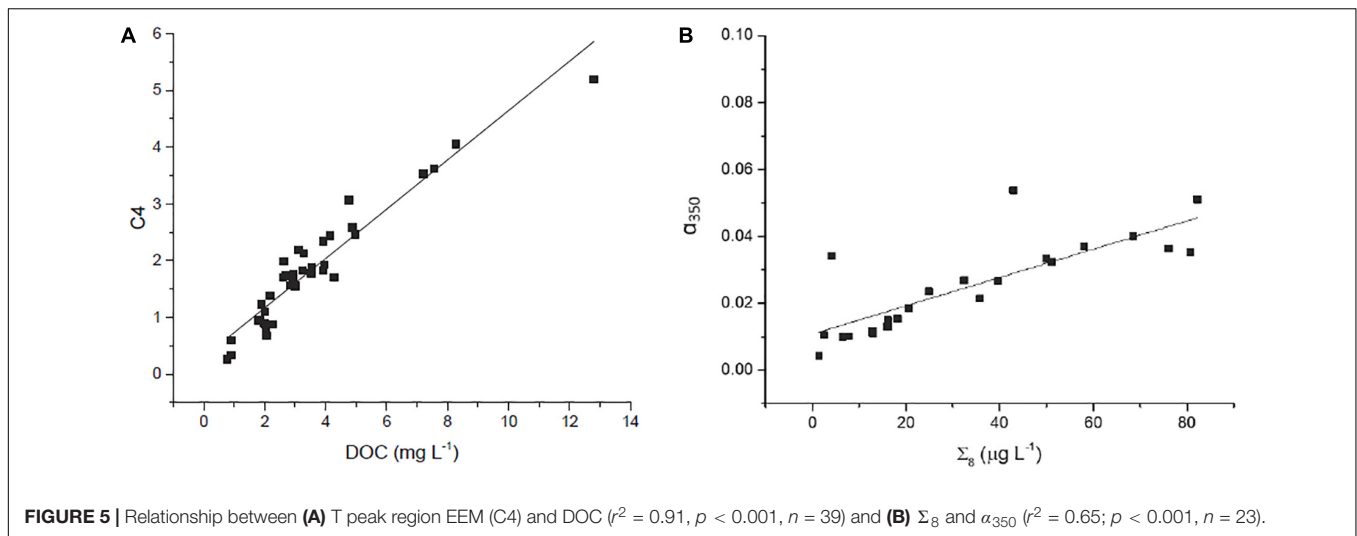 A
6
5
4
3
2
1
0
C4
0 2 4 6 8 10 12 14
DOC (mg L⁻¹)
B
0.10
0.08
0.06
0.04
0.02
0.00
α₃₅₀
0 20 40 60 80
Σ₈ (µg L⁻¹)
FIGURE 5 | Relationship between (A) T peak region EEM (C4) and DOC (r² = 0.91, p < 0.001, n = 39) and (B) Σ₈ and α₃₅₀ (r² = 0.65; p < 0.001, n = 23).